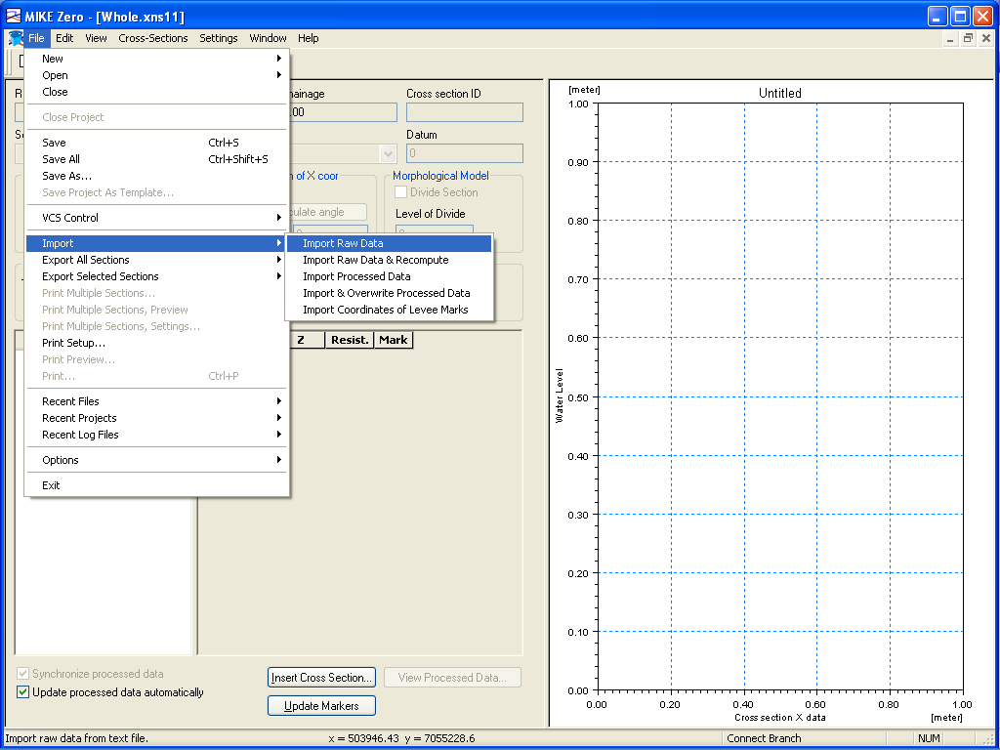 MIKE Zero - [Whole.xns11]
File Edit View Cross-Sections Settings Window Help
New
Open
Close
Close Project
Save Ctrl+S
Save All Ctrl+Shift+S
Save As...
Save Project As Template...
VCS Control
Import
Export All Sections
Export Selected Sections
Print Multiple Sections...
Print Multiple Sections, Preview
Print Multiple Sections, Settings...
Print Setup...
Print Preview...
Print... Ctrl+P
Recent Files
Recent Projects
Recent Log Files
Options
Exit
Import Raw Data
Import Raw Data & Recompute
Import Processed Data
Import & Overwrite Processed Data
Import Coordinates of Levee Marks
Cross section ID
Datum
0
of X coor
Morphological Model
Divide Section
angle
Level of Divide
Z Resist. Mark
Synchronize processed data
Update processed data automatically
Insert Cross Section...
View Processed Data...
Update Markers
[meter]
Untitled
1.00
0.90
0.80
0.70
0.60
0.50
0.40
0.30
0.20
0.10
0.00
Water Level
0.00 0.20 0.40 0.60 0.80 1.00
Cross section X data [meter]
Import raw data from text file. x = 503946.43 y = 7055228.6 Connect Branch NUM